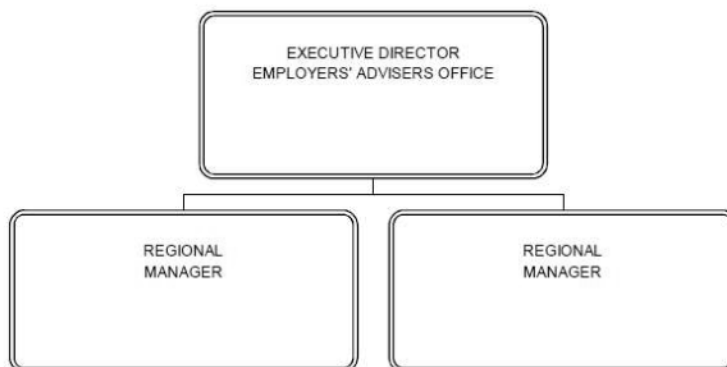 EXECUTIVE DIRECTOR
EMPLOYERS' ADVISERS OFFICE
REGIONAL
MANAGER
REGIONAL
MANAGER